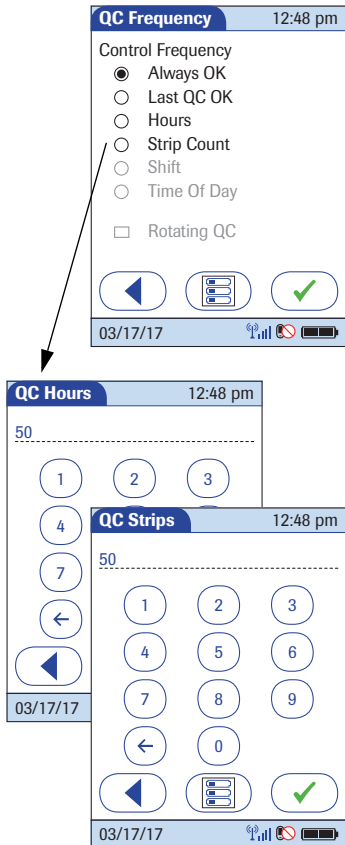 QC Frequency 12:48 pm
Control Frequency
Always OK
Last QC OK
Hours
Strip Count
Shift
Time Of Day
Rotating QC
03/17/17
QC Hours 12:48 pm
50
1 2 3
4
7
←
03/17/17
QC Strips 12:48 pm
50
1 2 3
4 5 6
7 8 9
← 0
03/17/17